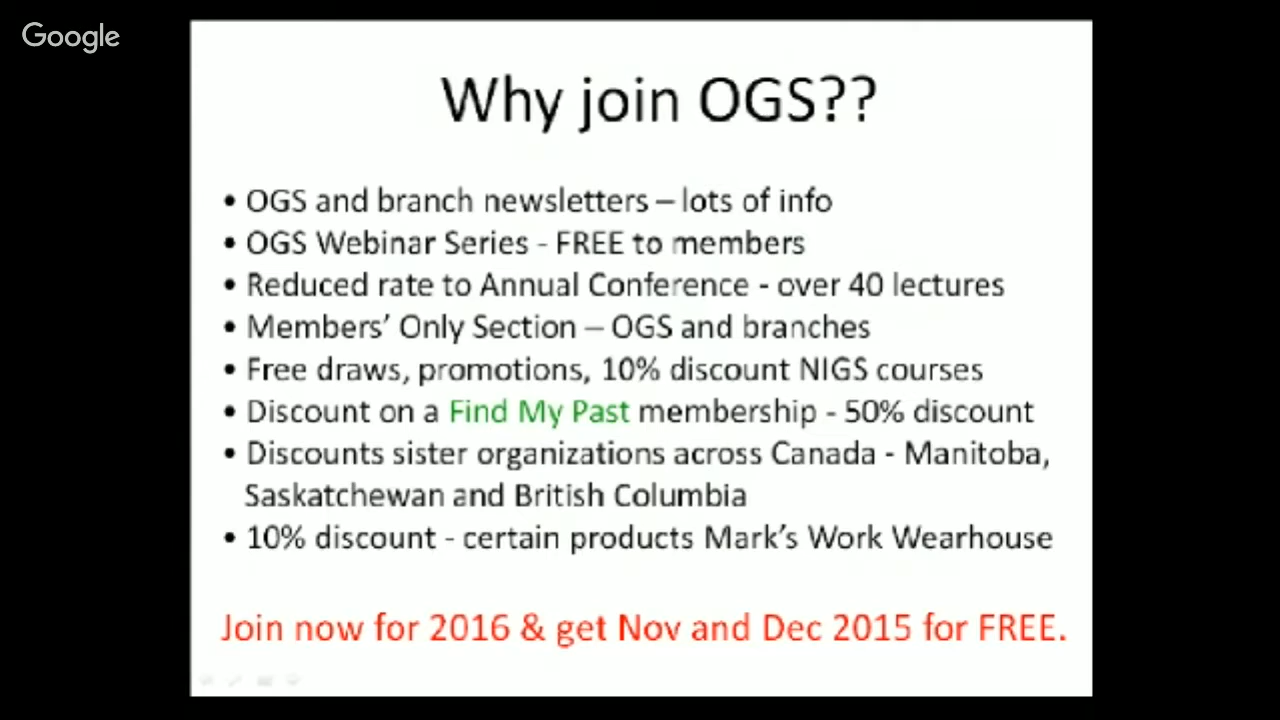 Google
Why join OGS??
• OGS and branch newsletters – lots of info
• OGS Webinar Series - FREE to members
• Reduced rate to Annual Conference - over 40 lectures
• Members’ Only Section – OGS and branches
• Free draws, promotions, 10% discount NIGS courses
• Discount on a Find My Past membership - 50% discount
• Discounts sister organizations across Canada - Manitoba,
Saskatchewan and British Columbia
• 10% discount - certain products Mark’s Work Wearhouse
Join now for 2016 & get Nov and Dec 2015 for FREE.